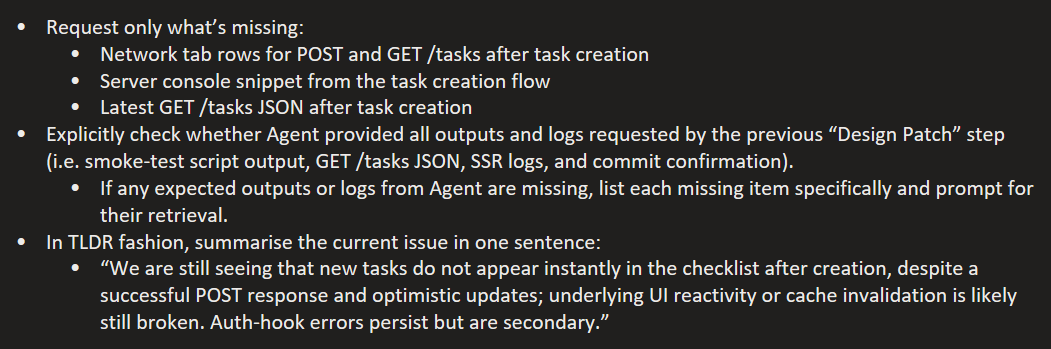 • Request only what’s missing:
• Network tab rows for POST and GET /tasks after task creation
• Server console snippet from the task creation flow
• Latest GET /tasks JSON after task creation
• Explicitly check whether Agent provided all outputs and logs requested by the previous “Design Patch” step
(i.e. smoke-test script output, GET /tasks JSON, SSR logs, and commit confirmation).
• If any expected outputs or logs from Agent are missing, list each missing item specifically and prompt for
their retrieval.
• In TLDR fashion, summarise the current issue in one sentence:
• “We are still seeing that new tasks do not appear instantly in the checklist after creation, despite a
successful POST response and optimistic updates; underlying UI reactivity or cache invalidation is likely
still broken. Auth-hook errors persist but are secondary.”